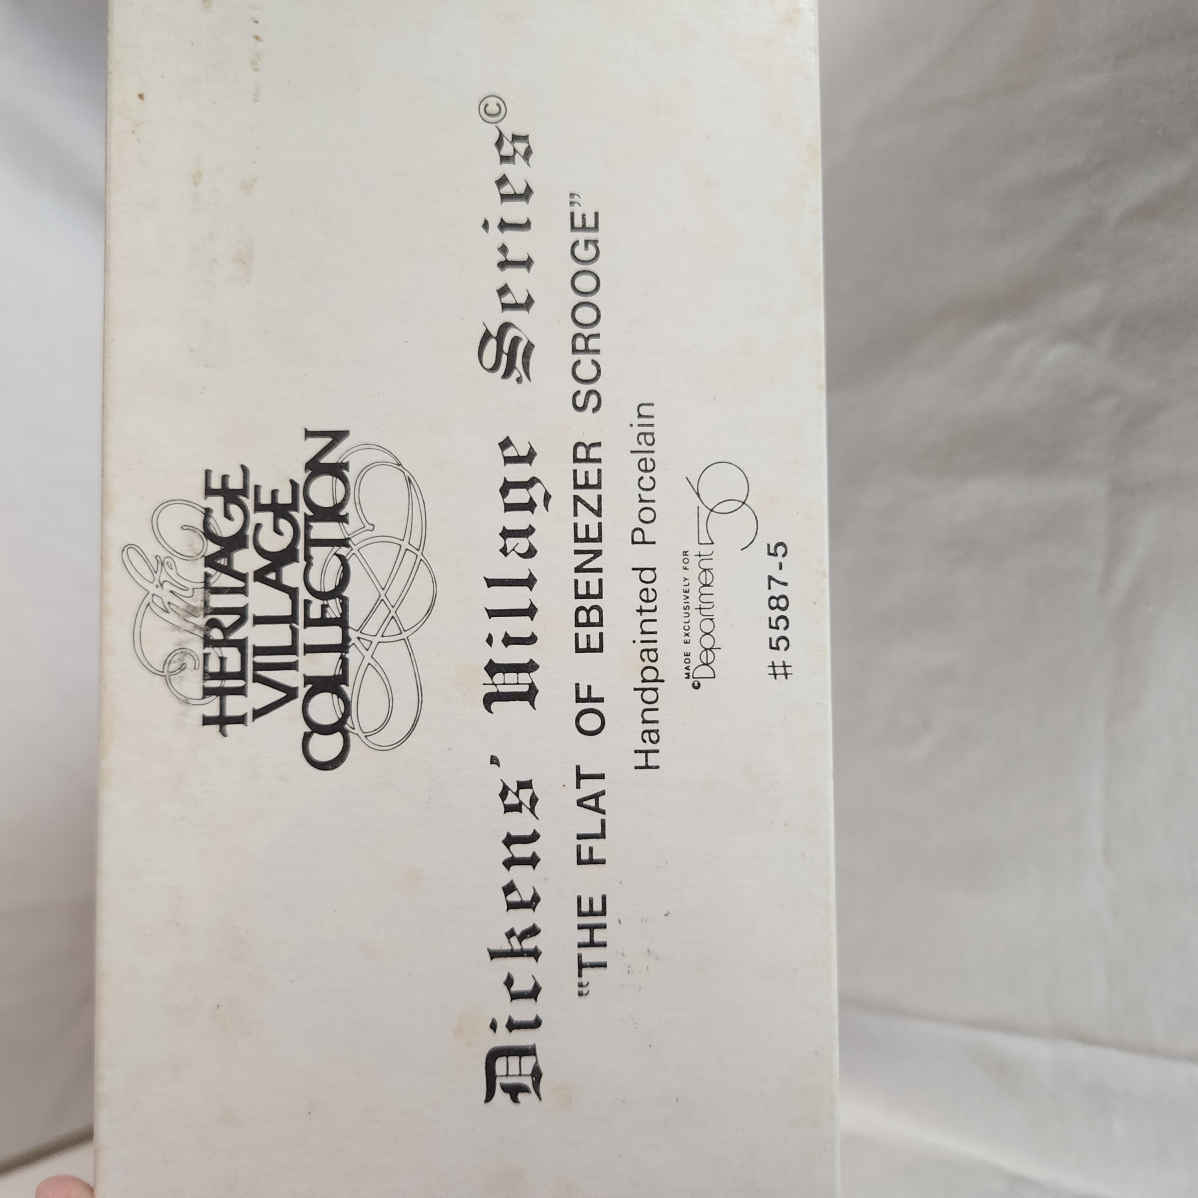 The
HERITAGE
VILLAGE
COLLECTION
Dickens' Village Series©
"THE FLAT OF EBENEZER SCROOGE"
Handpainted Porcelain
MADE EXCLUSIVELY FOR
©Department 56
# 5587-5